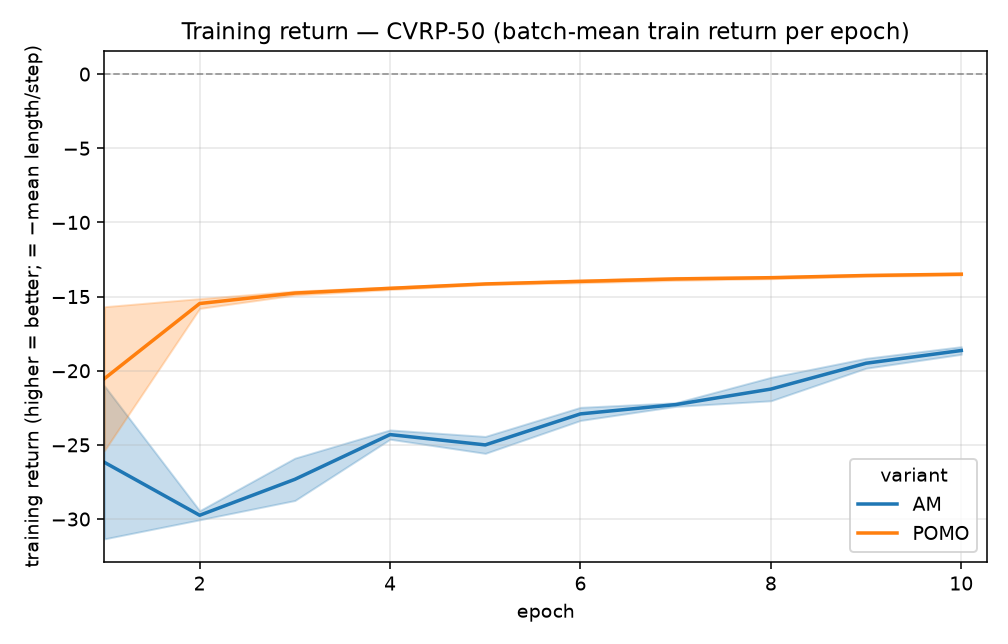 Training return — CVRP-50 (batch-mean train return per epoch)
training return (higher = better; = −mean length/step)
0
−5
−10
−15
−20
−25
−30
2 4 6 8 10
epoch
variant
AM
POMO